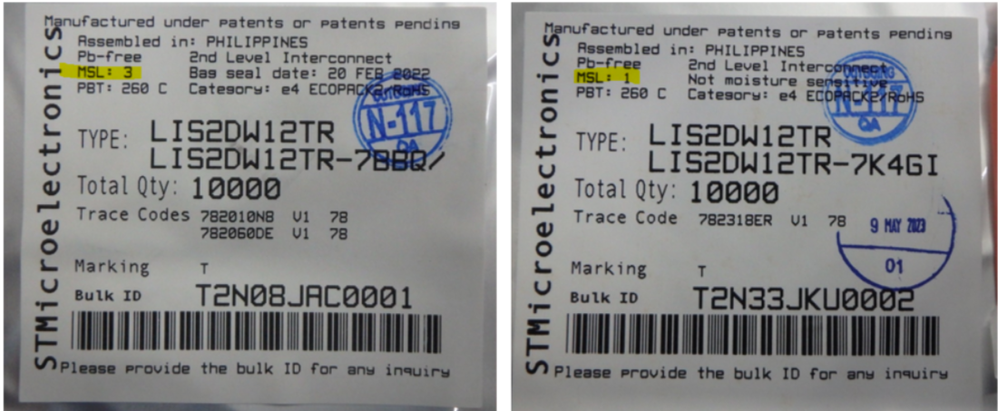 Manufactured under patents or patents pending
Assembled in: PHILIPPINES
Pb-free 2nd Level Interconnect
MSL: 3 Bag seal date: 20 FEB 2022
PBT: 260 C Category: e4 ECOPACK2/RoHS
N-117
QA
TYPE: LIS2DW12TR
LIS2DW12TR-7BBQ/
Total Qty: 10000
Trace Codes 782010N8 V1 78
782060DE V1 78
Marking T
Bulk ID T2N08JAC0001
Please provide the bulk ID for any inquiry
STMicroelectronics
Manufactured under patents or patents pending
Assembled in: PHILIPPINES
Pb-free 2nd Level Interconnect
MSL: 1 Not moisture sensitive
PBT: 260 C Category: e4 ECOPACK2/RoHS
QA
TYPE: LIS2DW12TR
LIS2DW12TR-7K4GI
Total Qty: 10000
Trace Code 782318ER V1 78
9 MAY 2023
01
Marking T
Bulk ID T2N33JKU0002
Please provide the bulk ID for any inquiry
STMicroelectronics